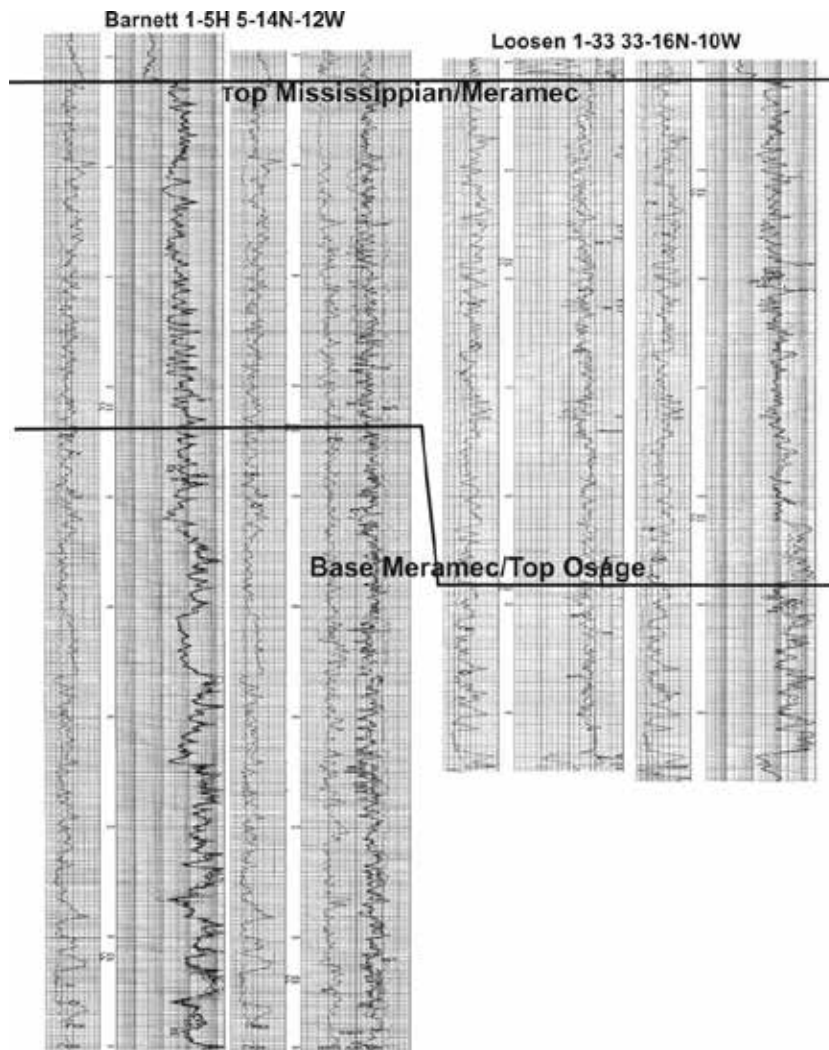 Barnett 1-5H 5-14N-12W
Loosen 1-33 33-16N-10W
Top Mississippian/Meramec
Base Meramec/Top Osage